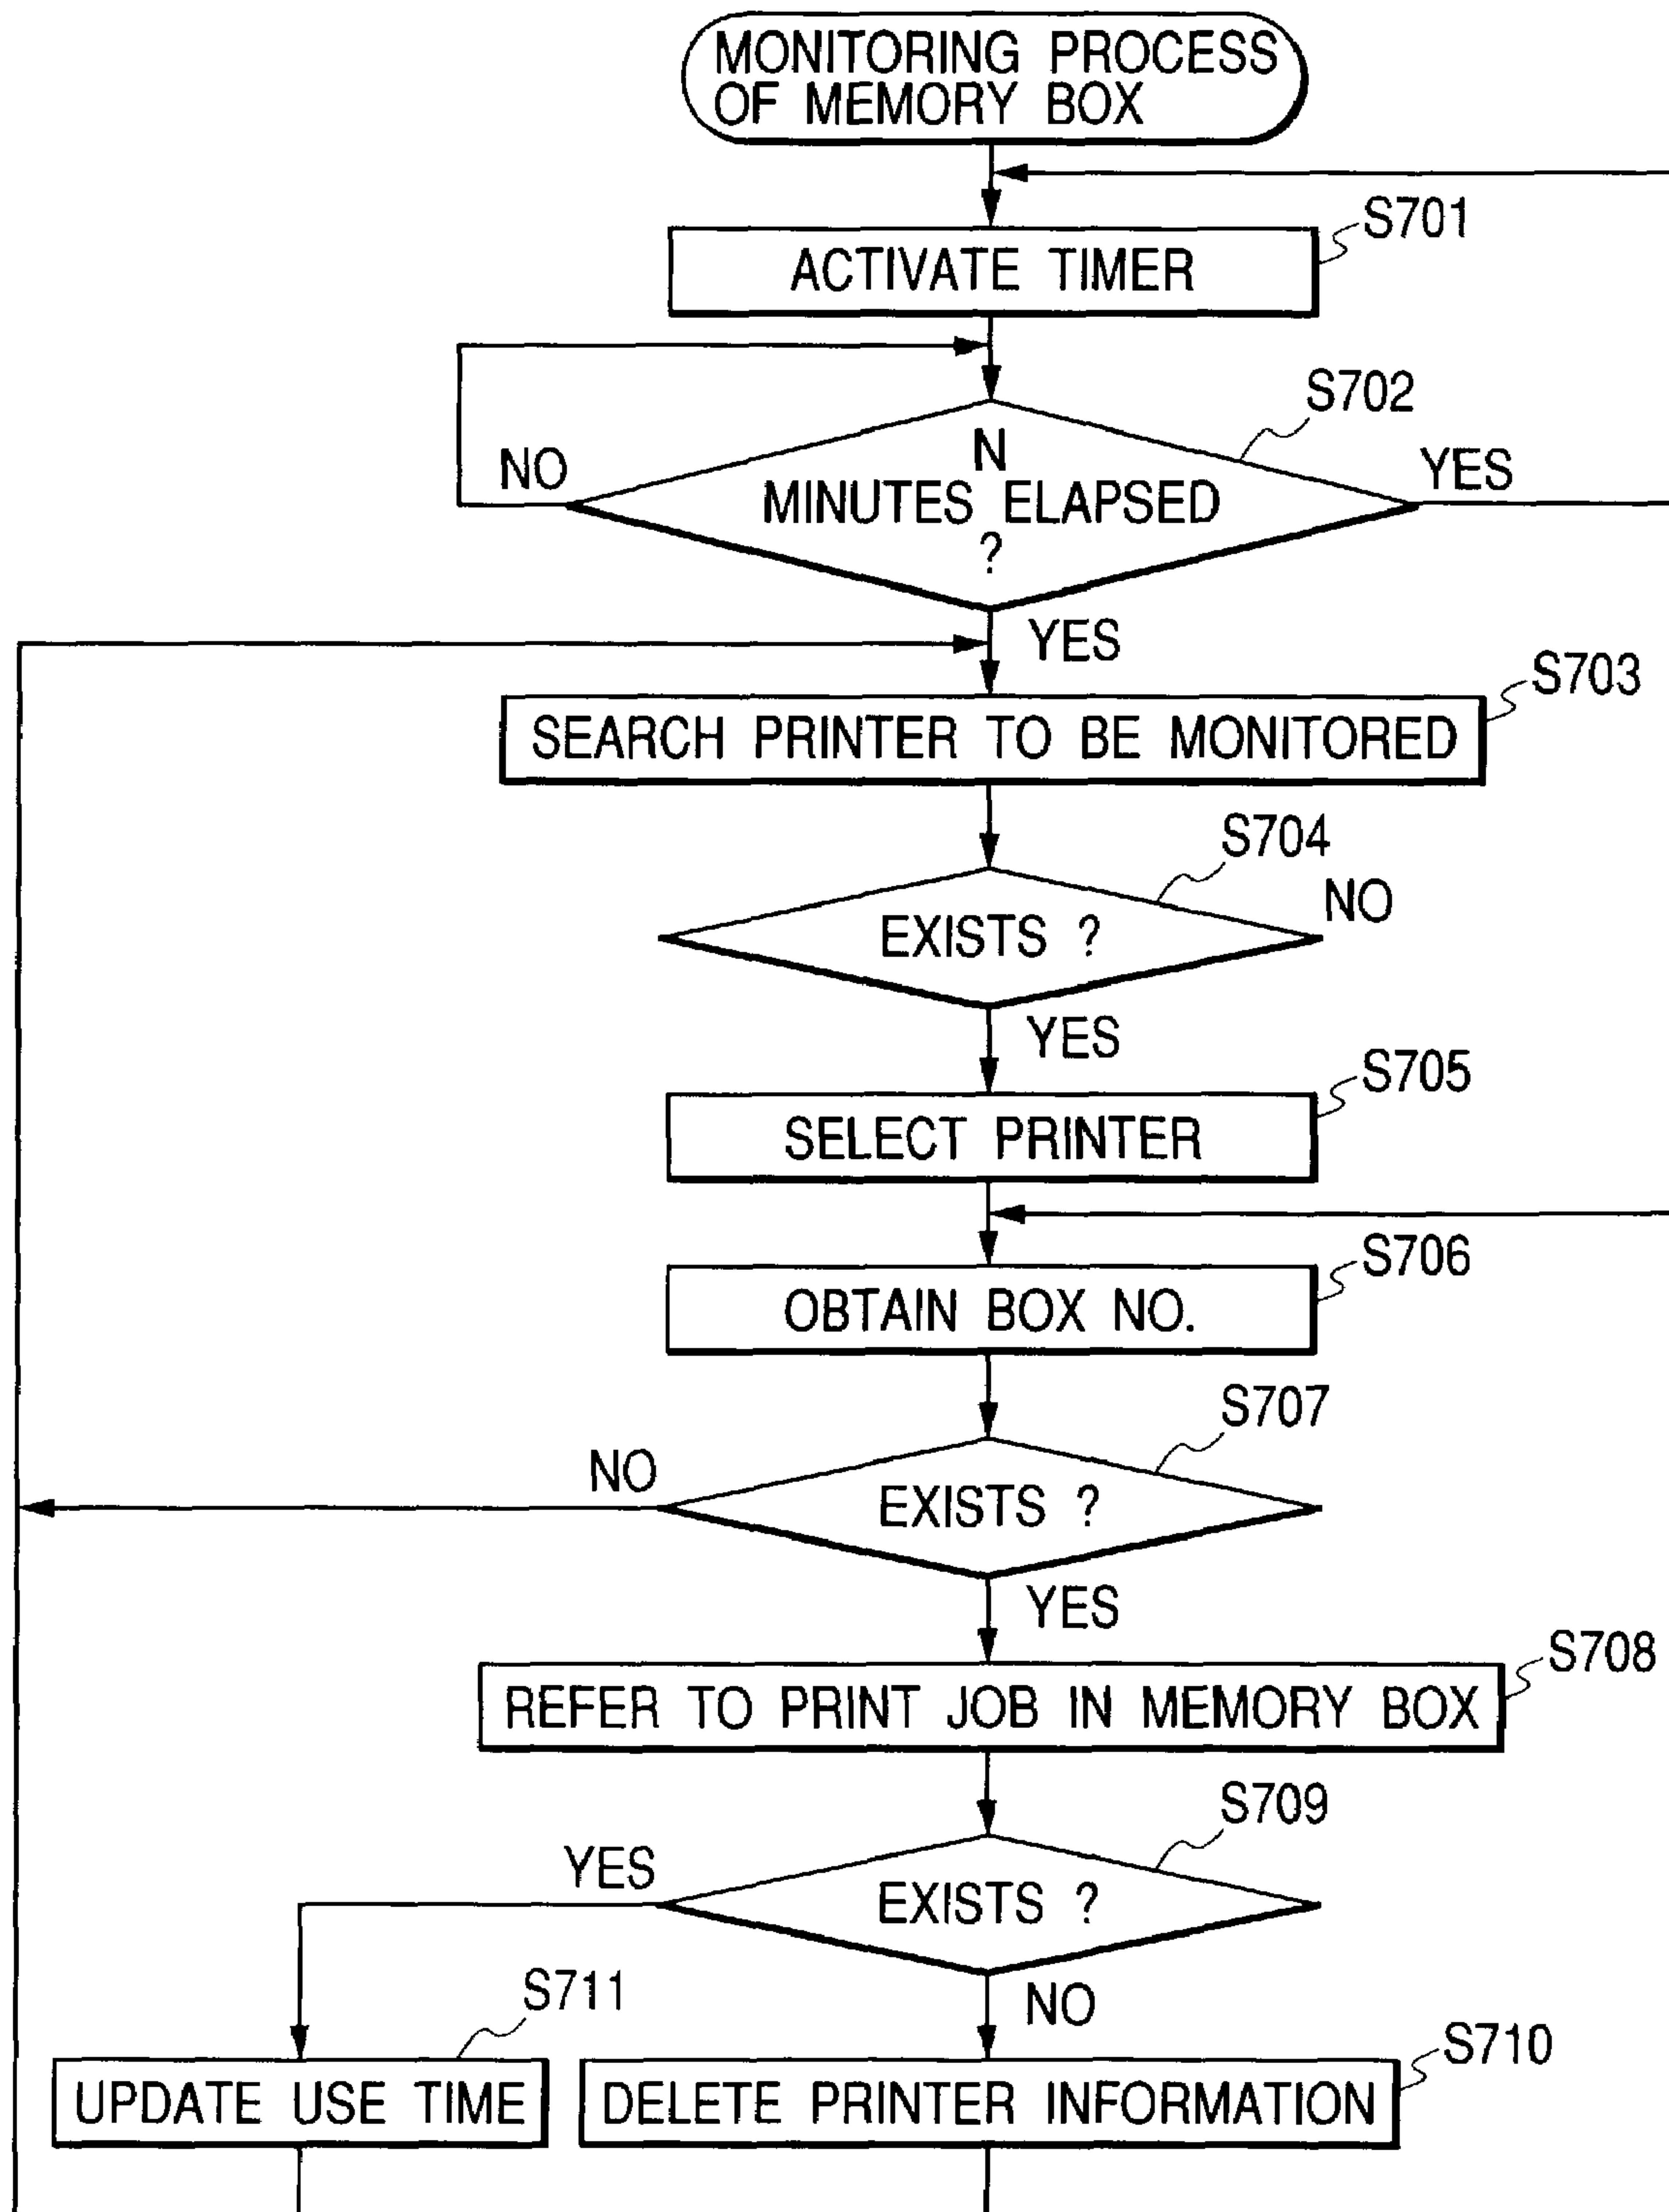 MONITORING PROCESS
OF MEMORY BOX
S701
ACTIVATE TIMER
S702
N
MINUTES ELAPSED
?
NO
YES
YES
S703
SEARCH PRINTER TO BE MONITORED
S704
NO
EXISTS ?
YES
S705
SELECT PRINTER
S706
OBTAIN BOX NO.
S707
NO
EXISTS ?
YES
S708
REFER TO PRINT JOB IN MEMORY BOX
S709
YES
EXISTS ?
NO
S711
S710
UPDATE USE TIME
DELETE PRINTER INFORMATION